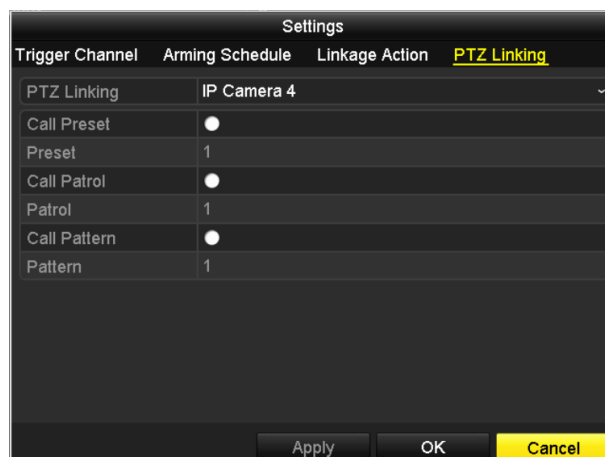 Settings
Trigger Channel Arming Schedule Linkage Action PTZ Linking
PTZ Linking IP Camera 4
Call Preset
Preset 1
Call Patrol
Patrol 1
Call Pattern
Pattern 1
Apply OK Cancel